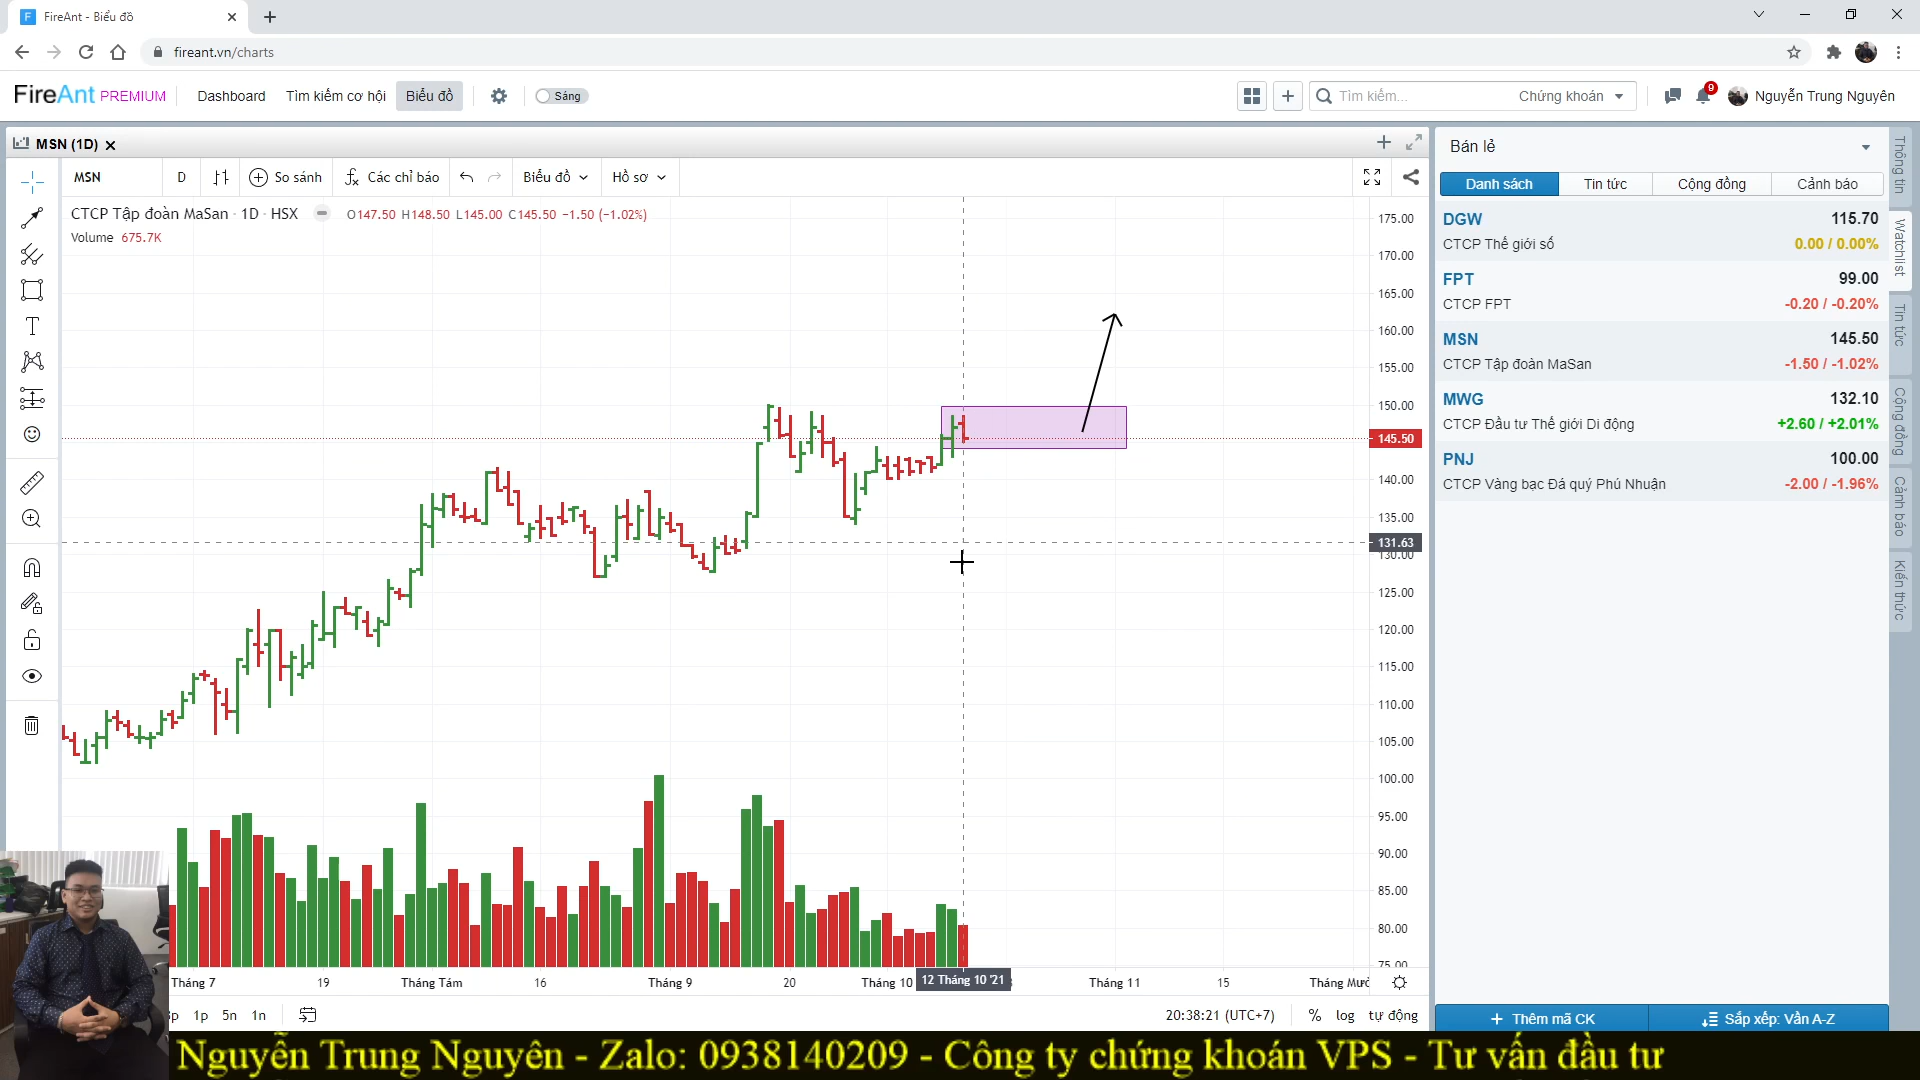 FireAnt - Biểu đồ
fireant.vn/charts
FireAnt PREMIUM
Dashboard
Tìm kiếm cơ hội
Biểu đồ
Sáng
Tìm kiếm...
Chứng khoán
9
Nguyễn Trung Nguyên
MSN (1D)
MSN
D
So sánh
Các chỉ báo
Biểu đồ
Hồ sơ
CTCP Tập đoàn MaSan · 1D · HSX
O147.50 H148.50 L145.00 C145.50 −1.50 (−1.02%)
Volume 675.7K
175.00
170.00
165.00
160.00
155.00
150.00
145.50
140.00
135.00
131.63
130.00
125.00
120.00
115.00
110.00
105.00
100.00
95.00
90.00
85.00
80.00
75.00
Tháng 7
19
Tháng Tám
16
Tháng 9
20
Tháng 10
12 Tháng 10 '21
Tháng 11
15
1p
5n
1n
20:38:21 (UTC+7)
%
log
tự động
Bán lẻ
Danh sách
Tin tức
Cộng đồng
Cảnh báo
DGW 115.70
CTCP Thế giới số 0.00 / 0.00%
FPT 99.00
CTCP FPT -0.20 / -0.20%
MSN 145.50
CTCP Tập đoàn MaSan -1.50 / -1.02%
MWG 132.10
CTCP Đầu tư Thế giới Di động +2.60 / +2.01%
PNJ 100.00
CTCP Vàng bạc Đá quý Phú Nhuận -2.00 / -1.96%
Thêm mã CK
Sắp xếp: Vần A-Z
Thông tin
Watchlist
Tin tức
Cộng đồng
Cảnh báo
Kiến thức
Nguyễn Trung Nguyên - Zalo: 0938140209 - Công ty chứng khoán VPS - Tư vấn đầu tư